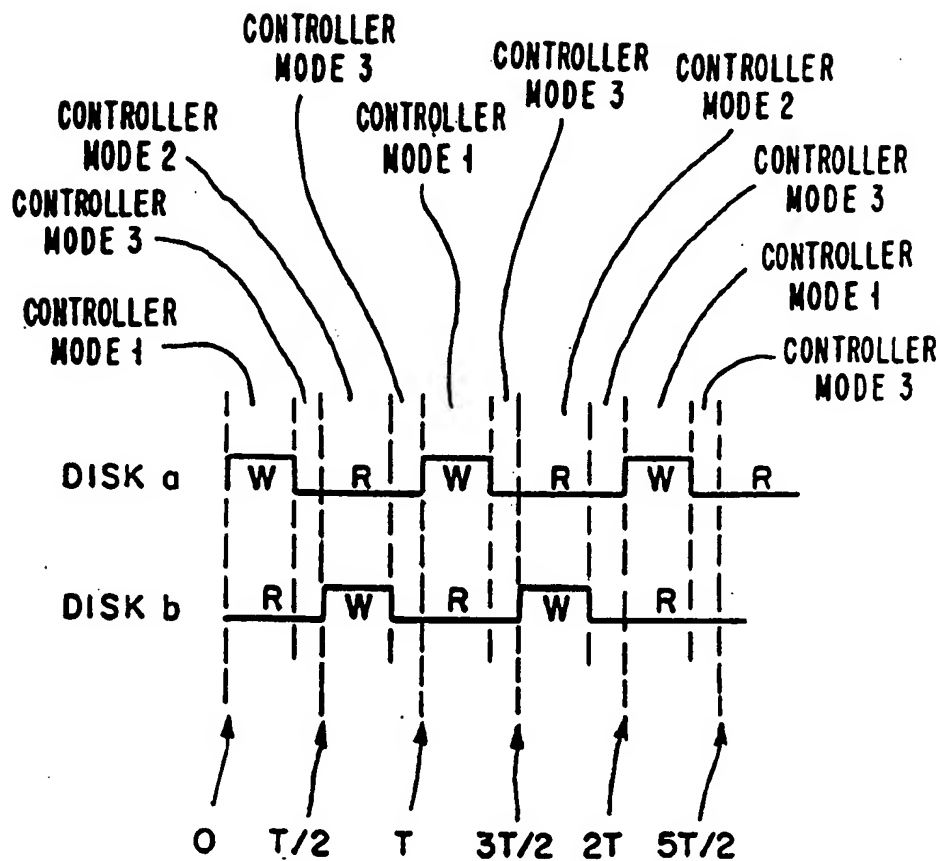 CONTROLLER
MODE 3
CONTROLLER
MODE 3
CONTROLLER
MODE 2
CONTROLLER
MODE 2
CONTROLLER
MODE 1
CONTROLLER
MODE 3
CONTROLLER
MODE 3
CONTROLLER
MODE 1
CONTROLLER
MODE 1
CONTROLLER
MODE 3
DISK a W R W R W R
DISK b R W R W R
0 T/2 T 3T/2 2T 5T/2